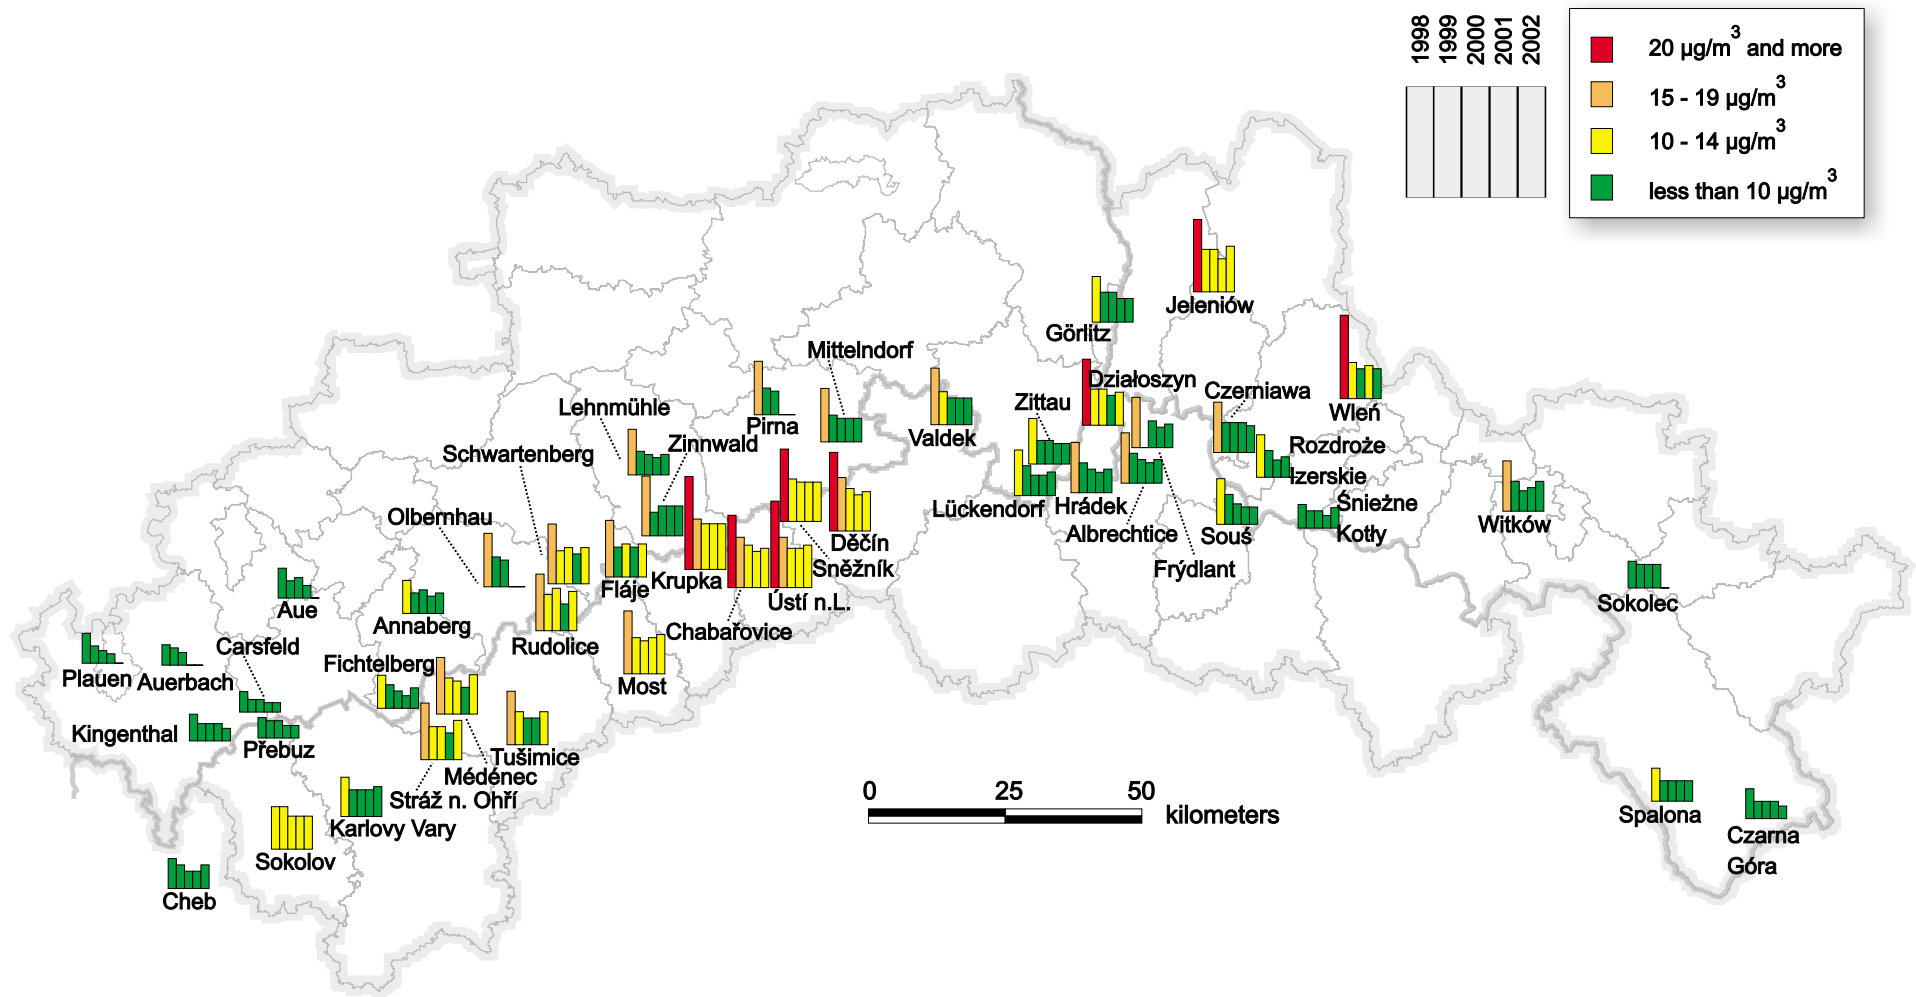 1998
1999
2000
2001
2002
20 µg/m³ and more
15 - 19 µg/m³
10 - 14 µg/m³
less than 10 µg/m³
Jeleniów
Görlitz
Mittelndorf
Działoszyn
Czerniawa
Wleń
Zittau
Lehnmühle
Pirna
Valdek
Zinnwald
Schwartenberg
Rozdroże
Izerskie
Lückendorf
Hrádek
Śnieżne
Kotły
Witków
Olbernhau
Albrechtice
Souš
Děčín
Sněžník
Frýdlant
Krupka
Fláje
Ústí n.L.
Aue
Annaberg
Sokolec
Chabařovice
Rudolice
Carsfeld
Fichtelberg
Plauen
Auerbach
Most
Kingenthal
Přebuz
Tušimice
Médénec
Stráž n. Ohří
Karlovy Vary
0
25
50
kilometers
Spalona
Czarna
Góra
Sokolov
Cheb